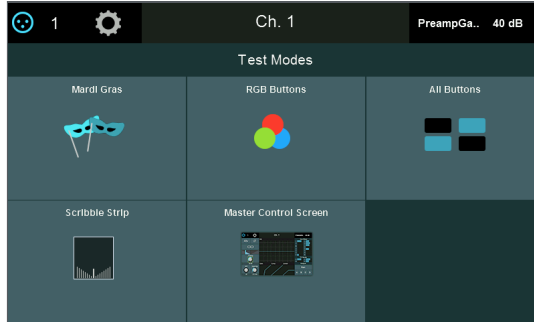 1 Ch. 1 PreampGa.. 40 dB
Test Modes
Mardi Gras RGB Buttons All Buttons
Scribble Strip Master Control Screen